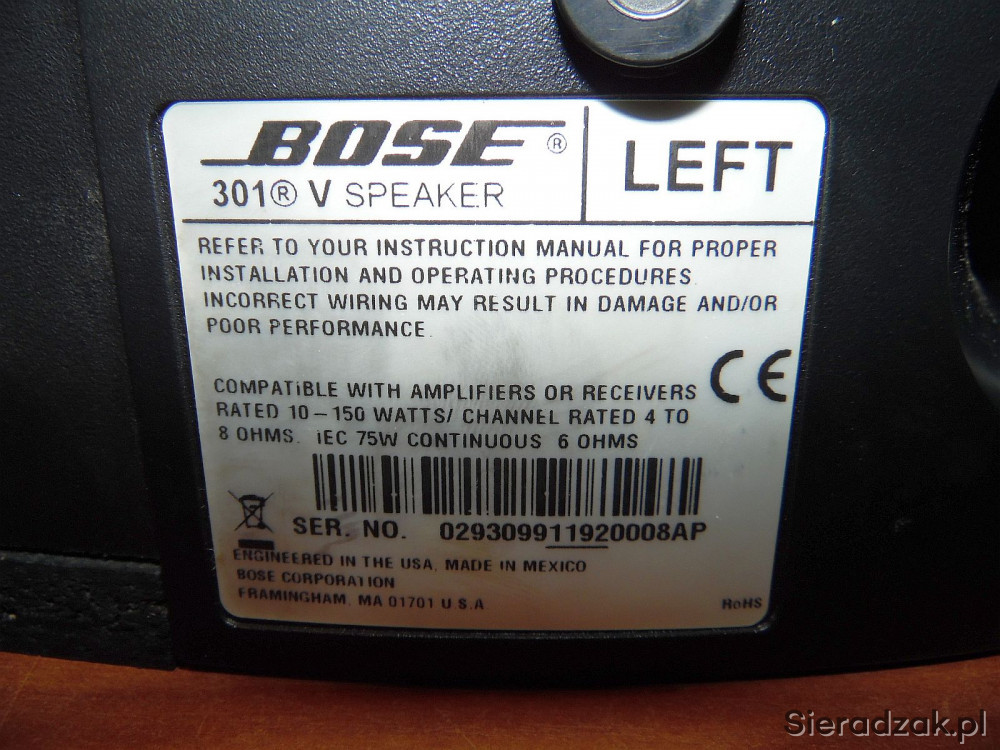 BOSE®
301® V SPEAKER
LEFT
REFER TO YOUR INSTRUCTION MANUAL FOR PROPER
INSTALLATION AND OPERATING PROCEDURES.
INCORRECT WIRING MAY RESULT IN DAMAGE AND/OR
POOR PERFORMANCE.
CE
COMPATIBLE WITH AMPLIFIERS OR RECEIVERS
RATED 10-150 WATTS/ CHANNEL RATED 4 TO
8 OHMS. IEC 75W CONTINUOUS 6 OHMS
SER. NO. 029309911920008AP
ENGINEERED IN THE USA, MADE IN MEXICO
BOSE CORPORATION
FRAMINGHAM, MA 01701 U.S.A.
RoHS
Sieradzak.pl